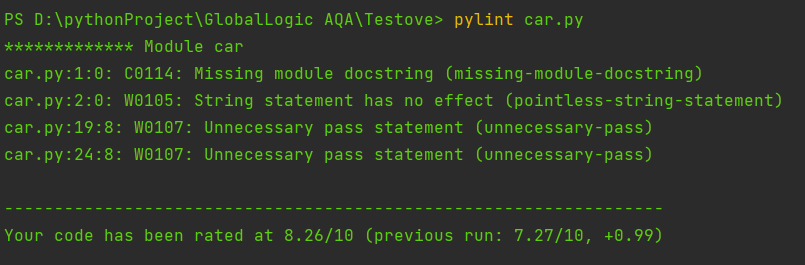 PS D:\pythonProject\GlobalLogic AQA\Testove> pylint car.py
************* Module car
car.py:1:0: C0114: Missing module docstring (missing-module-docstring)
car.py:2:0: W0105: String statement has no effect (pointless-string-statement)
car.py:19:8: W0107: Unnecessary pass statement (unnecessary-pass)
car.py:24:8: W0107: Unnecessary pass statement (unnecessary-pass)
------------------------------------------------------------------
Your code has been rated at 8.26/10 (previous run: 7.27/10, +0.99)